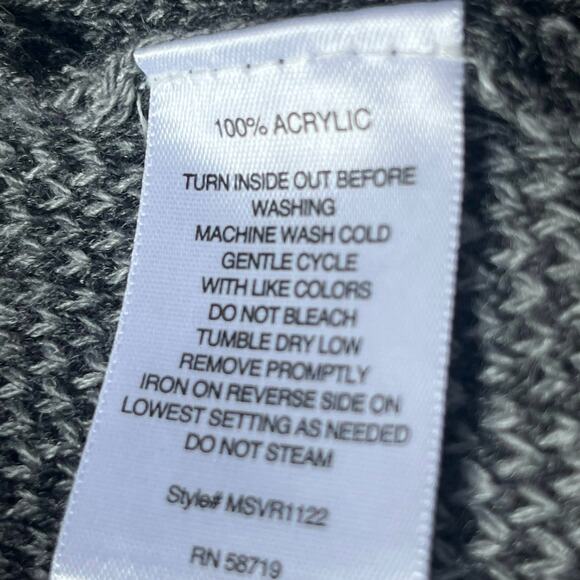 100% ACRYLIC
TURN INSIDE OUT BEFORE
WASHING
MACHINE WASH COLD
GENTLE CYCLE
WITH LIKE COLORS
DO NOT BLEACH
TUMBLE DRY LOW
REMOVE PROMPTLY
IRON ON REVERSE SIDE ON
LOWEST SETTING AS NEEDED
DO NOT STEAM
Style# MSVR1122
RN 58719